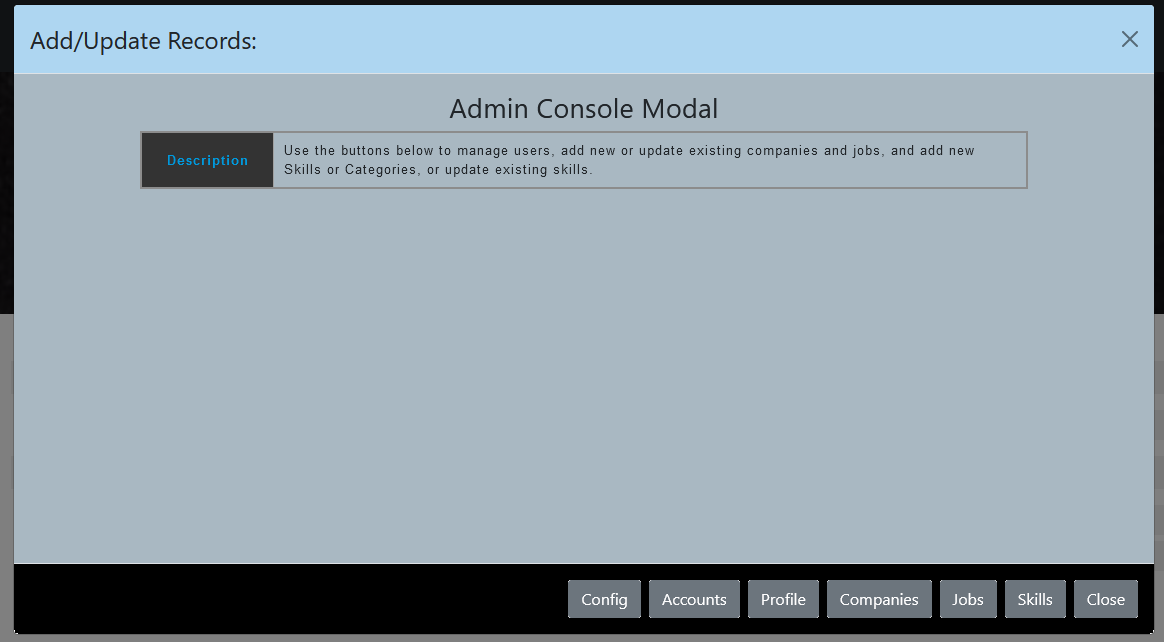 Add/Update Records:
Admin Console Modal
Description
Use the buttons below to manage users, add new or update existing companies and jobs, and add new
Skills or Categories, or update existing skills.
Config Accounts Profile Companies Jobs Skills Close